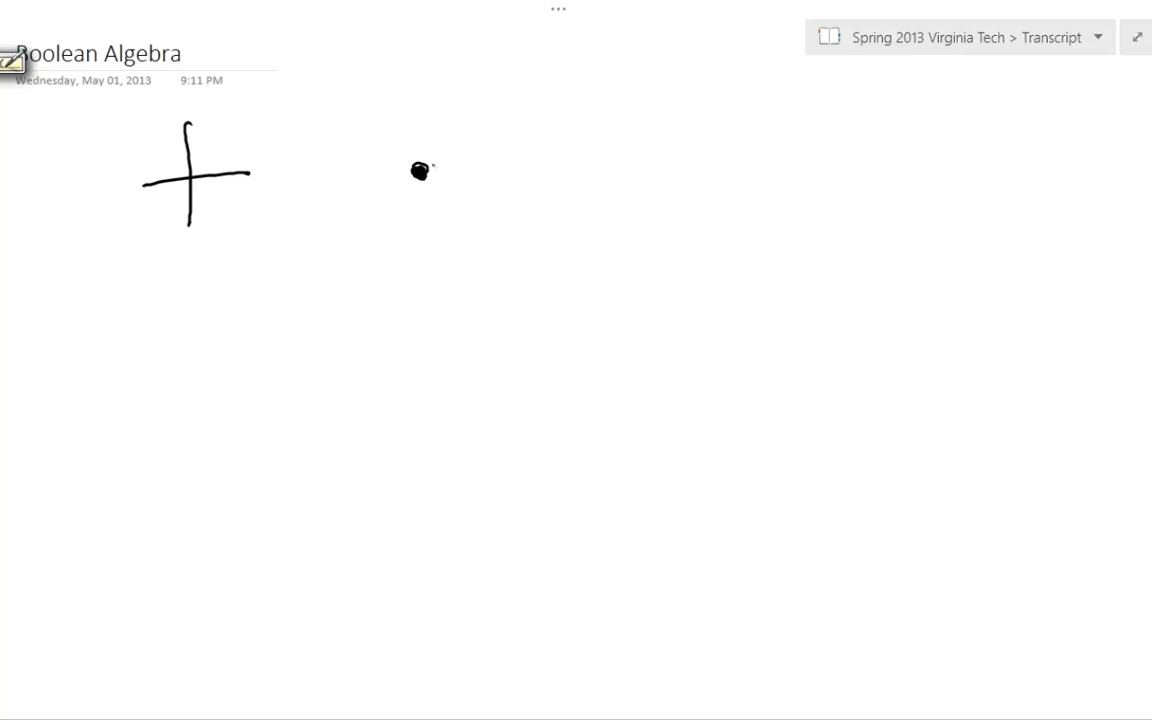 ...
Spring 2013 Virginia Tech > Transcript
Boolean Algebra
Wednesday, May 01, 2013 9:11 PM
+ •